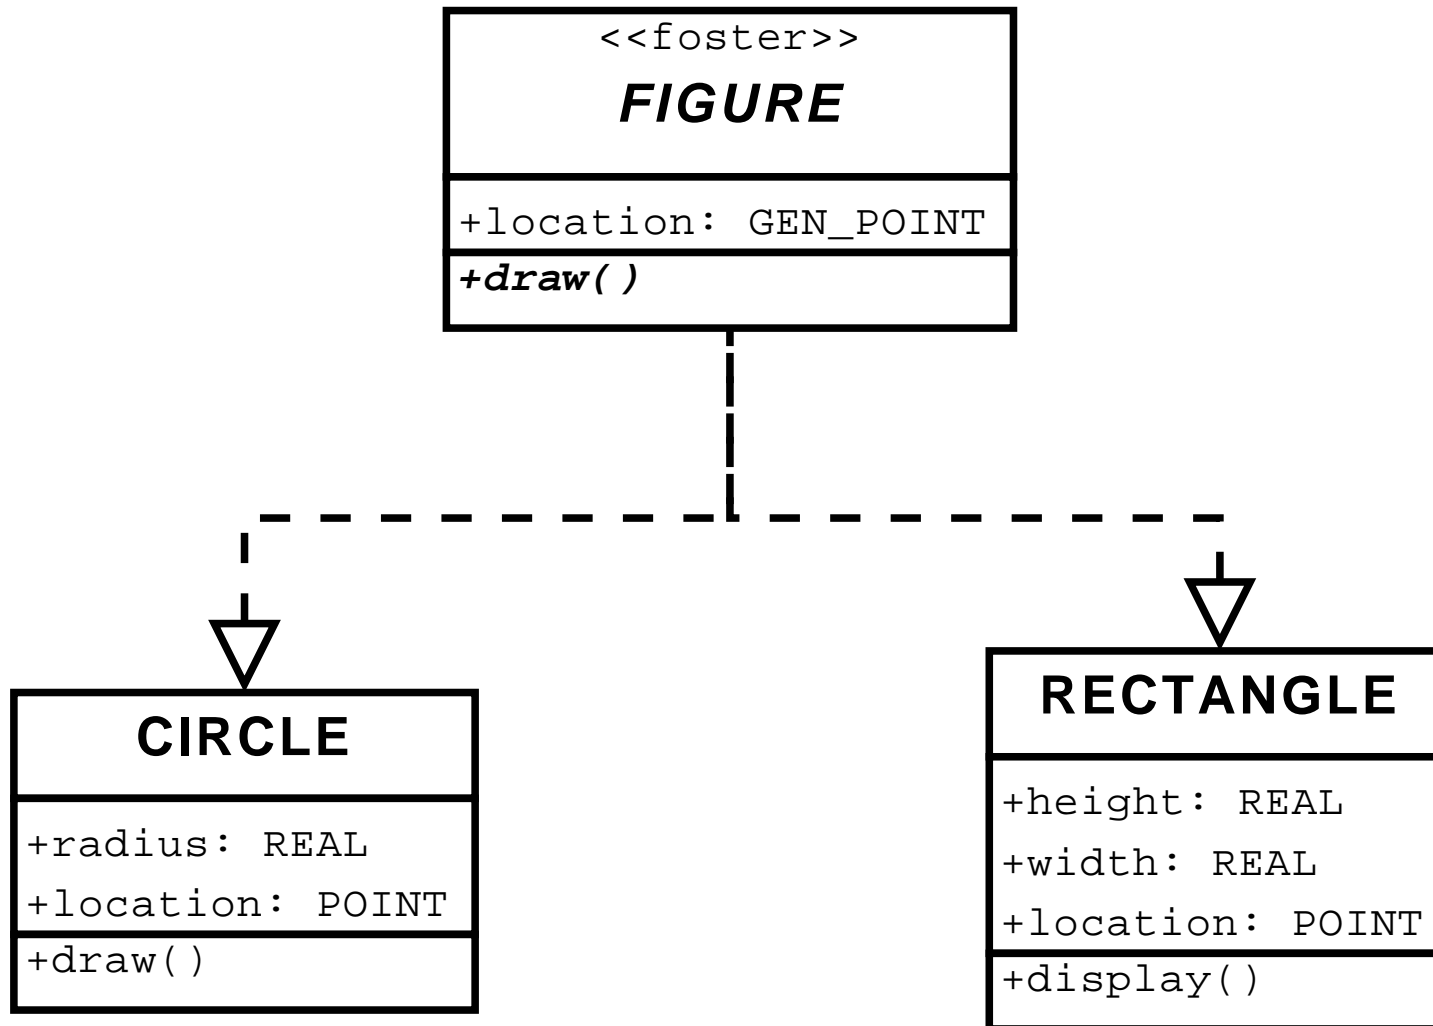 <<foster>>
FIGURE
+location: GEN_POINT
+draw()
CIRCLE
+radius: REAL
+location: POINT
+draw()
RECTANGLE
+height: REAL
+width: REAL
+location: POINT
+display()